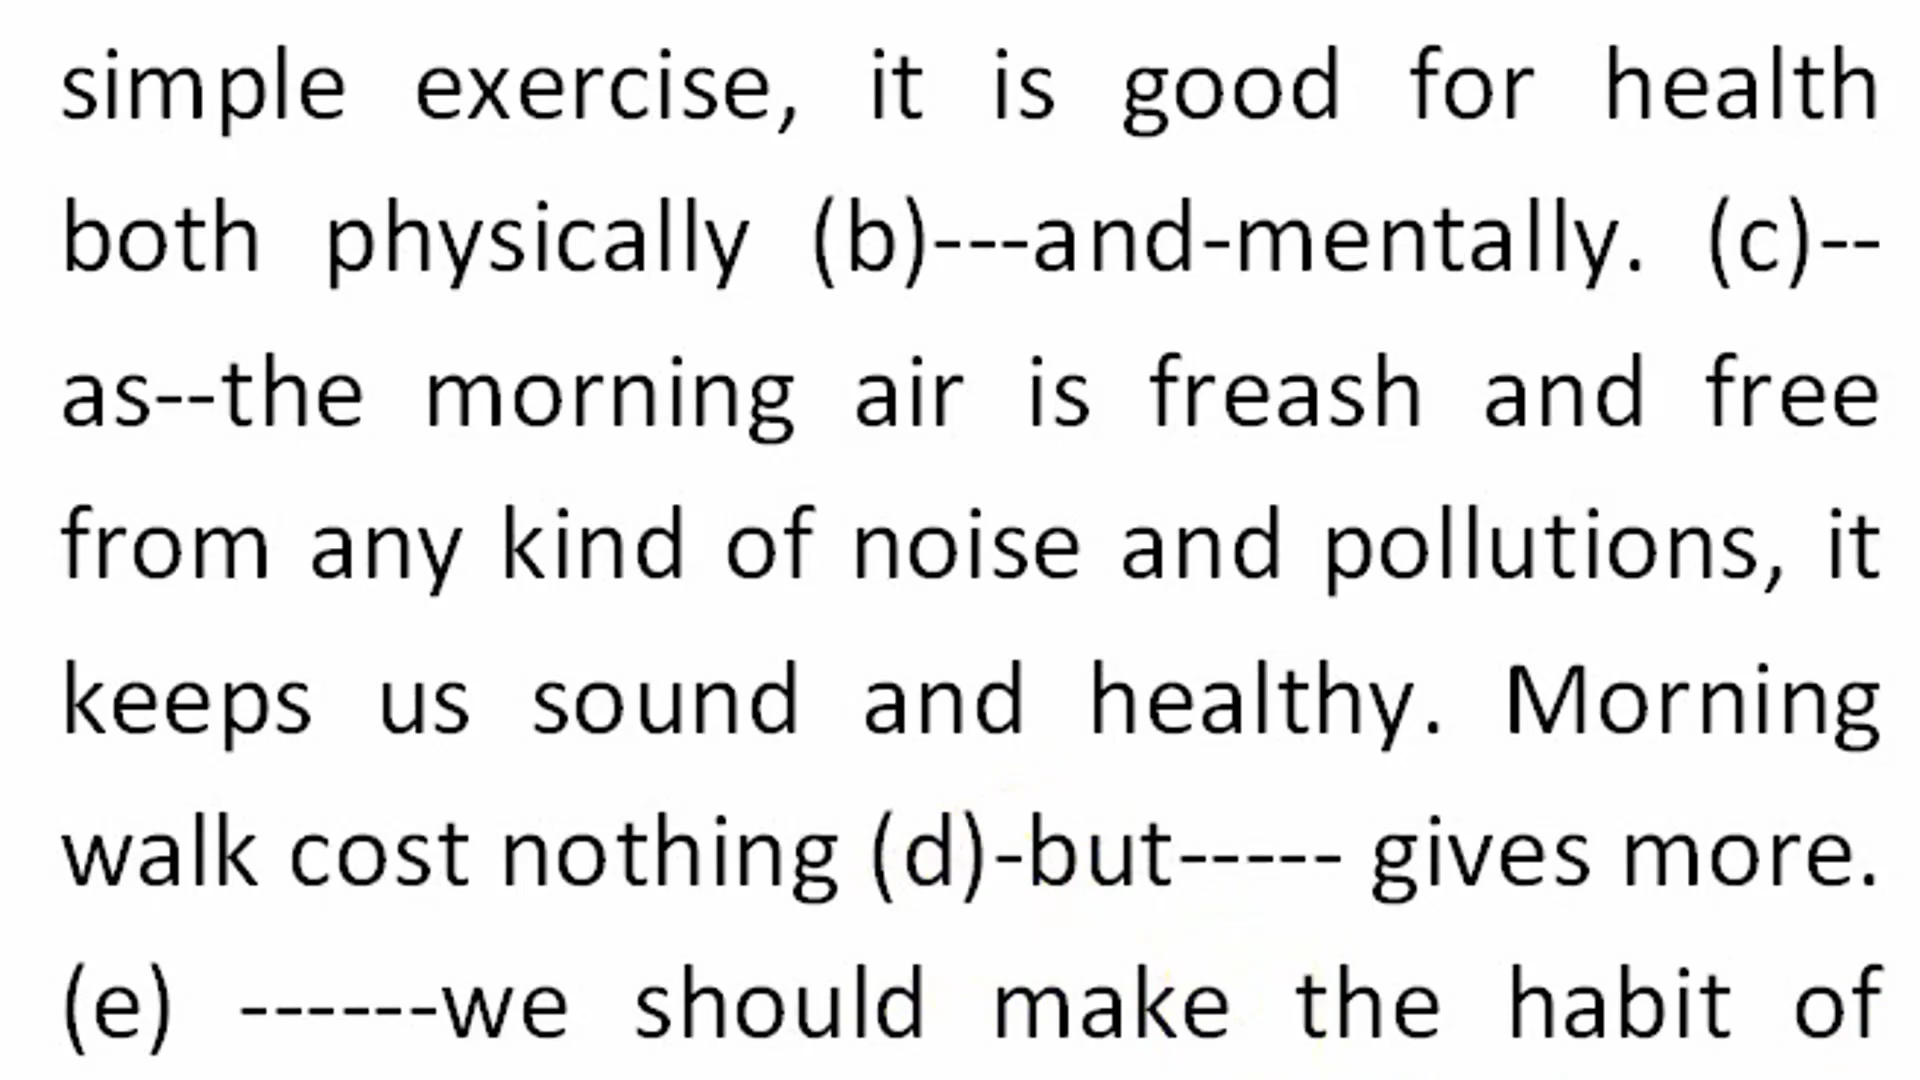 simple exercise, it is good for health
both physically (b)---and-mentally. (c)--
as--the morning air is freash and free
from any kind of noise and pollutions, it
keeps us sound and healthy. Morning
walk cost nothing (d)-but----- gives more.
(e) ------we should make the habit of